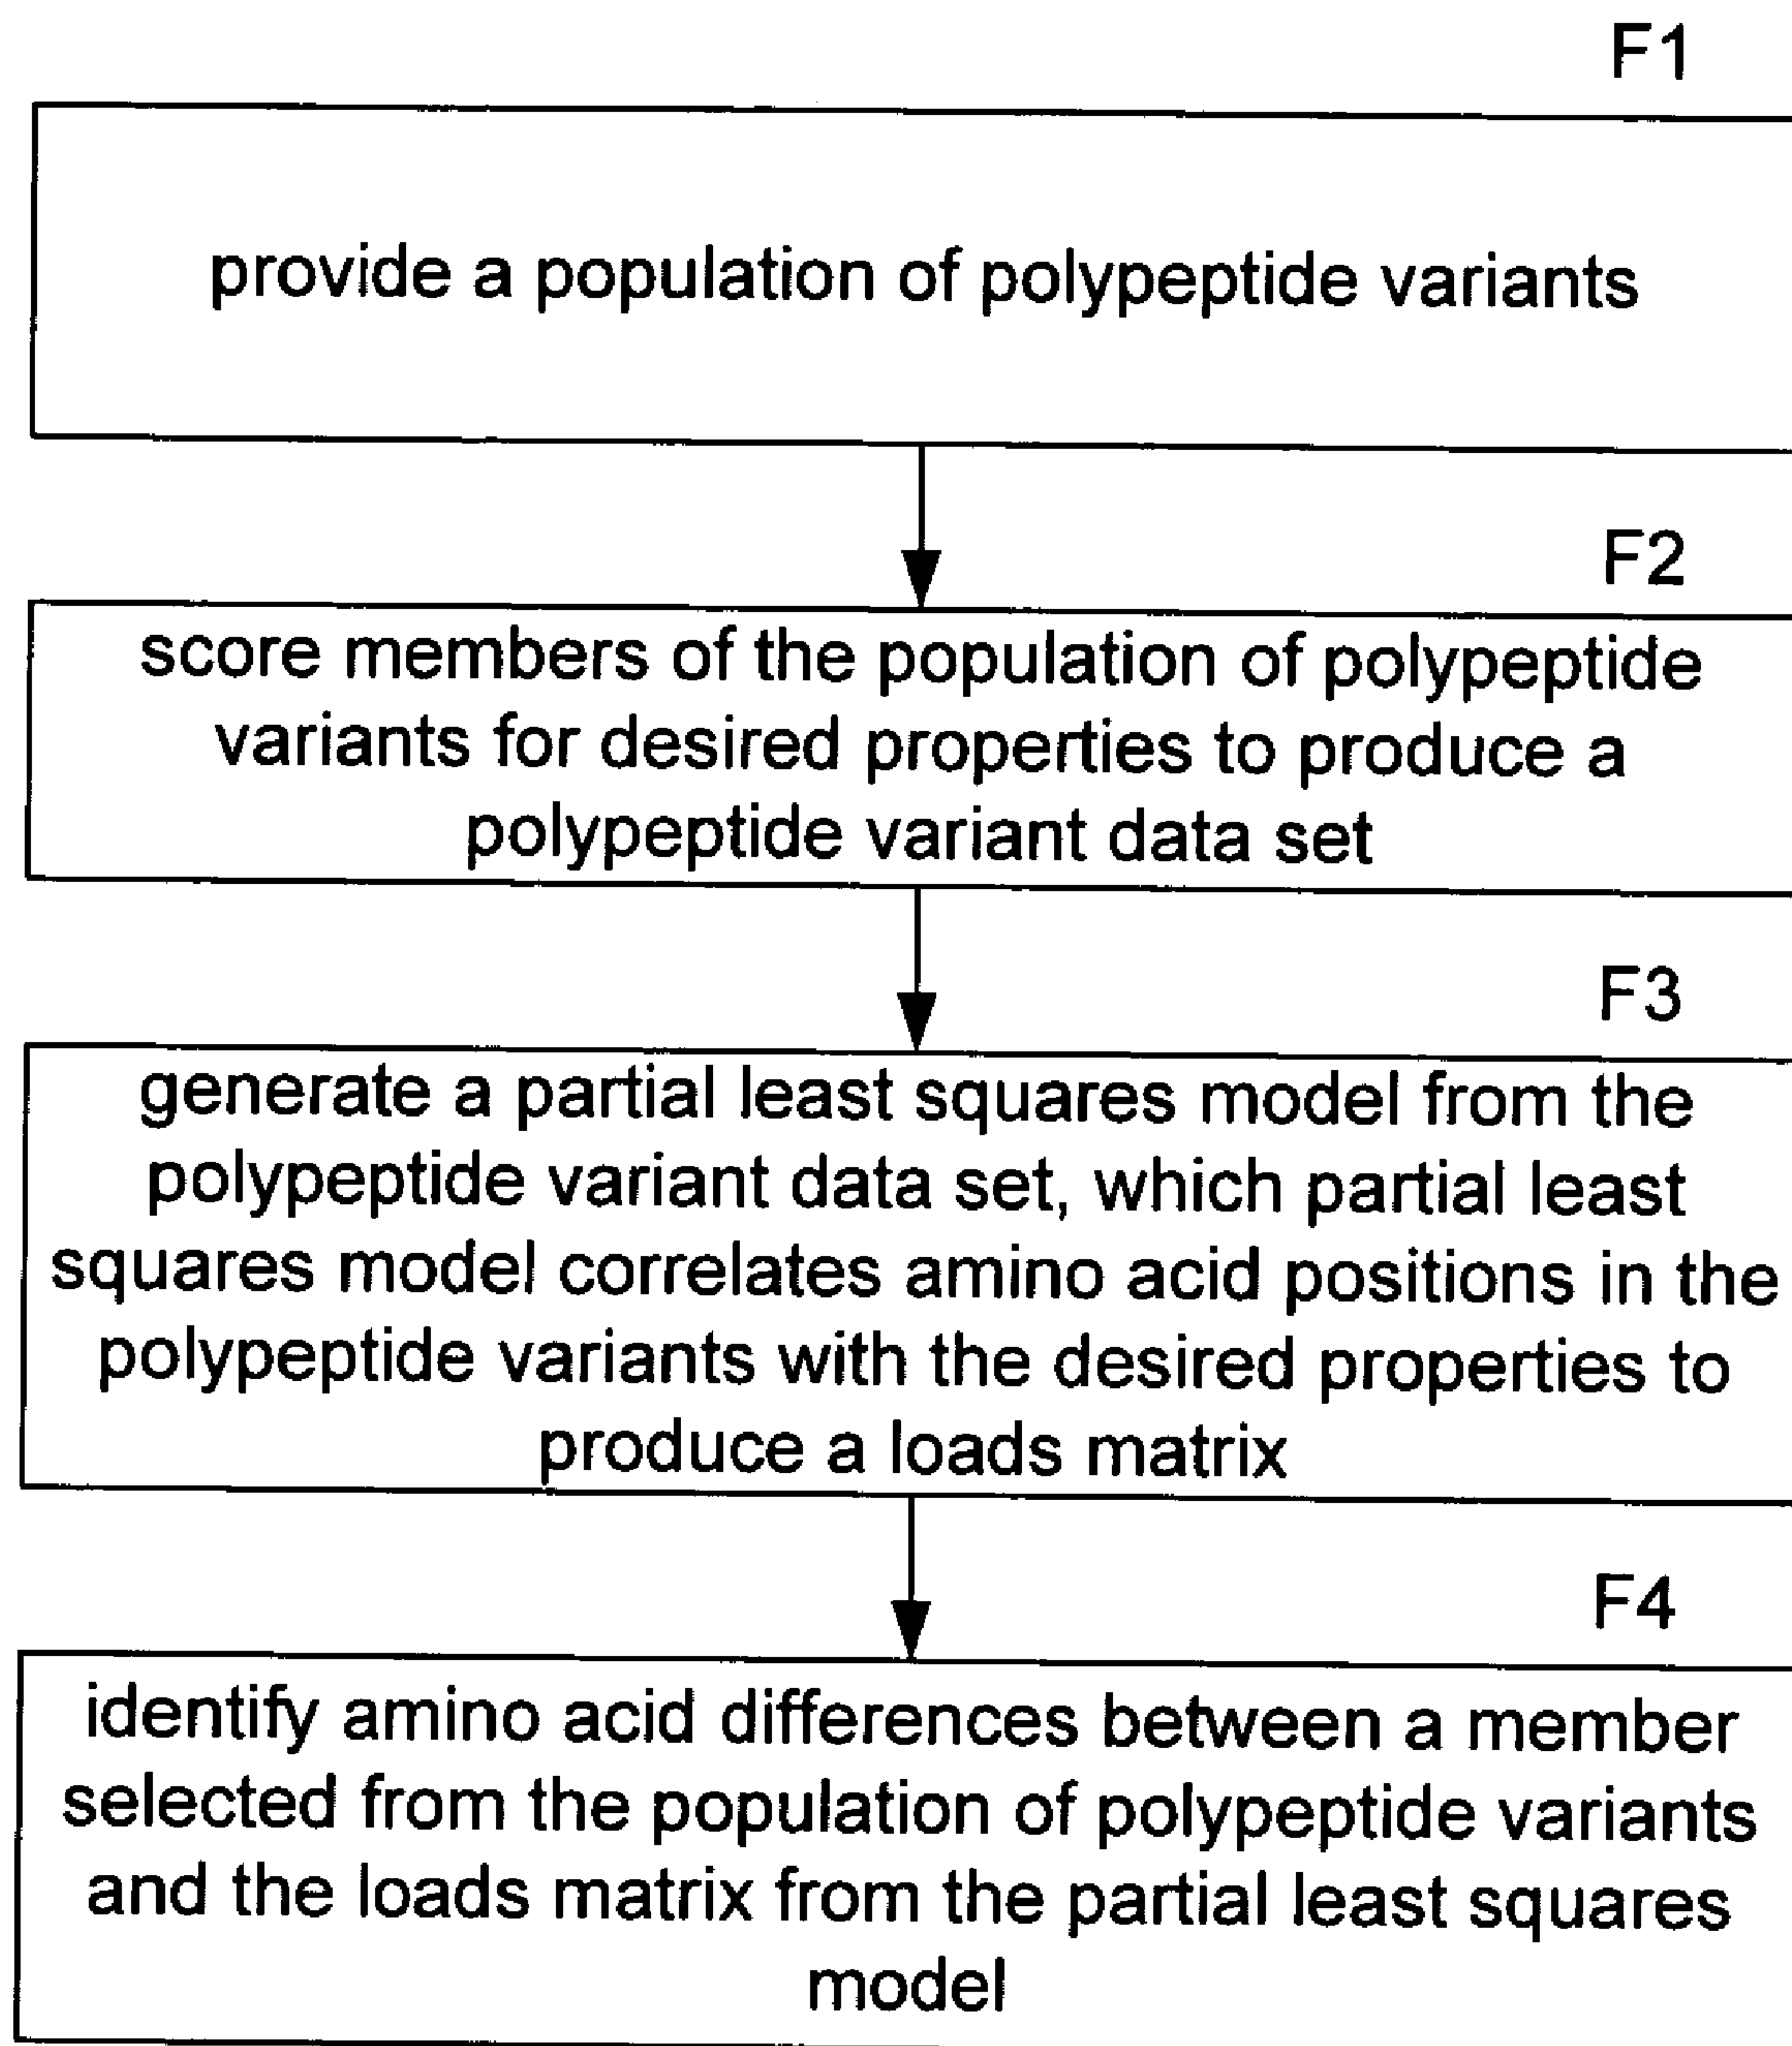 F1
provide a population of polypeptide variants
F2
score members of the population of polypeptide
variants for desired properties to produce a
polypeptide variant data set
F3
generate a partial least squares model from the
polypeptide variant data set, which partial least
squares model correlates amino acid positions in the
polypeptide variants with the desired properties to
produce a loads matrix
F4
identify amino acid differences between a member
selected from the population of polypeptide variants
and the loads matrix from the partial least squares
model